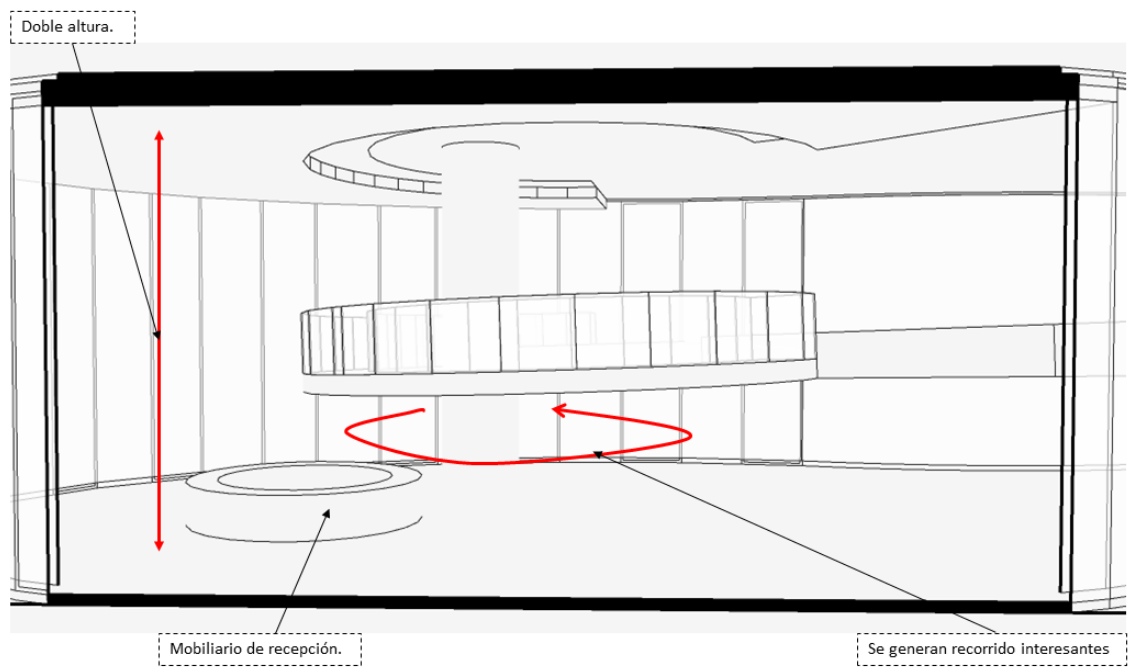 Doble altura.
Mobiliario de recepción.
Se generan recorrido interesantes